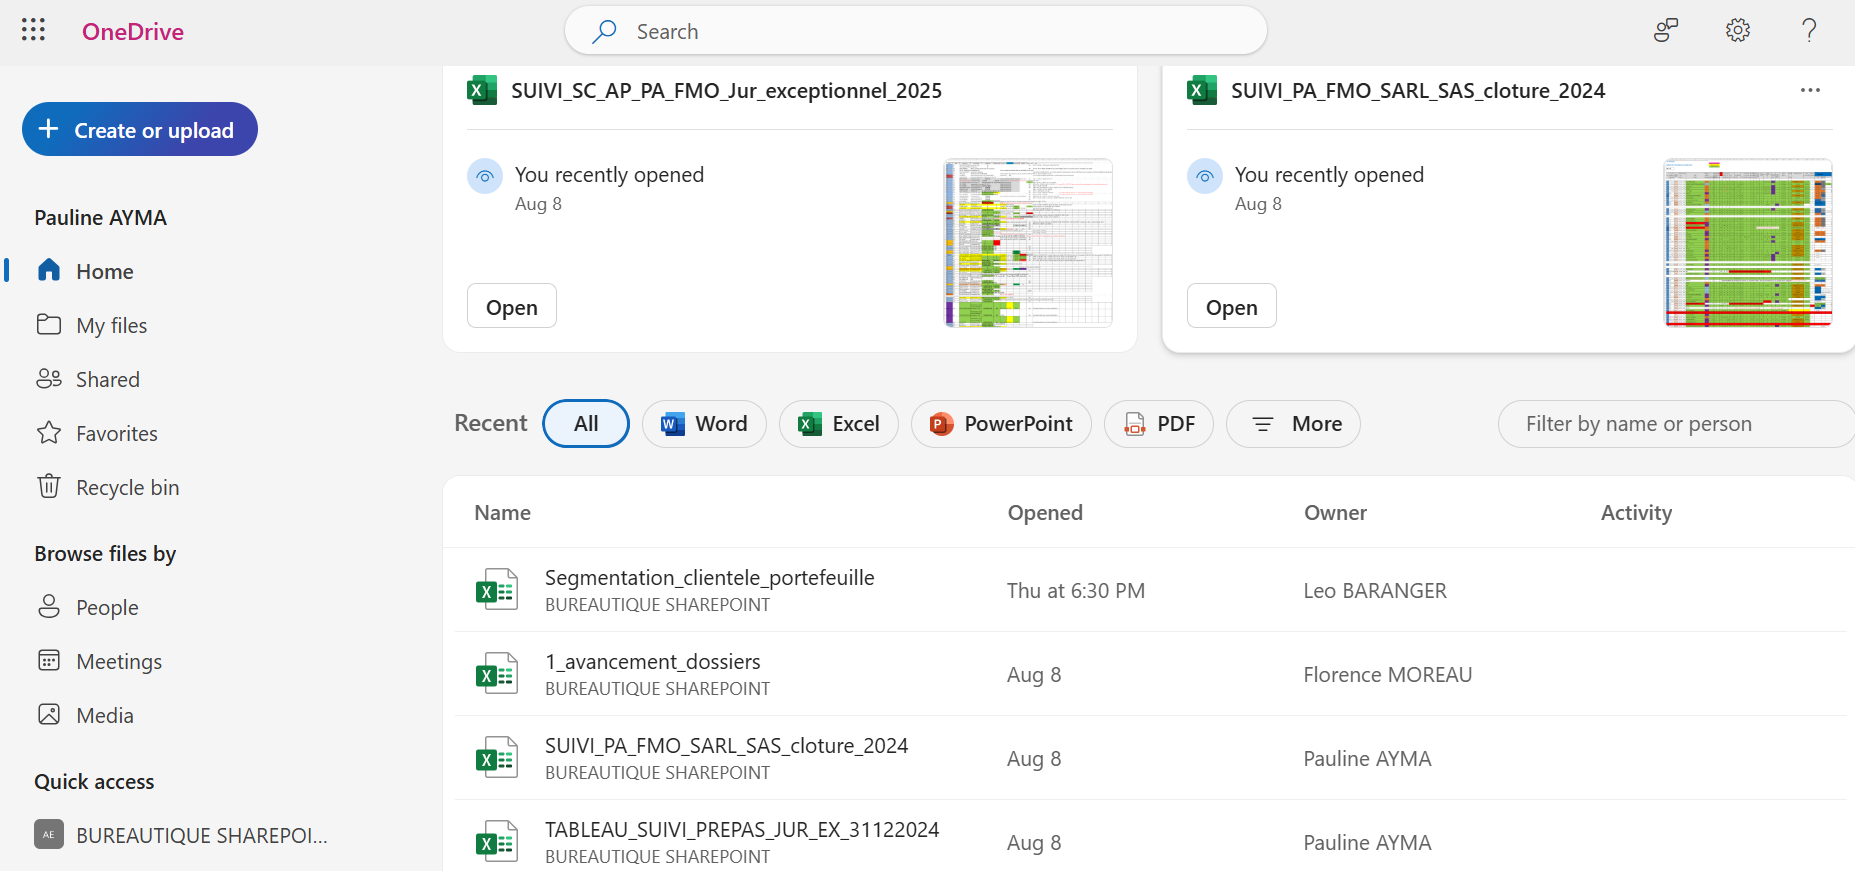 OneDrive
Search
Create or upload
Pauline AYMA
Home
My files
Shared
Favorites
Recycle bin
Browse files by
People
Meetings
Media
Quick access
AE BUREAUTIQUE SHAREPOI...
SUIVI_SC_AP_PA_FMO_Jur_exceptionnel_2025
You recently opened
Aug 8
Open
SUIVI_PA_FMO_SARL_SAS_cloture_2024
You recently opened
Aug 8
Open
Recent All Word Excel PowerPoint PDF More Filter by name or person
Name Opened Owner Activity
Segmentation_clientele_portefeuille
BUREAUTIQUE SHAREPOINT
Thu at 6:30 PM Leo BARANGER
1_avancement_dossiers
BUREAUTIQUE SHAREPOINT
Aug 8 Florence MOREAU
SUIVI_PA_FMO_SARL_SAS_cloture_2024
BUREAUTIQUE SHAREPOINT
Aug 8 Pauline AYMA
TABLEAU_SUIVI_PREPAS_JUR_EX_31122024
BUREAUTIQUE SHAREPOINT
Aug 8 Pauline AYMA